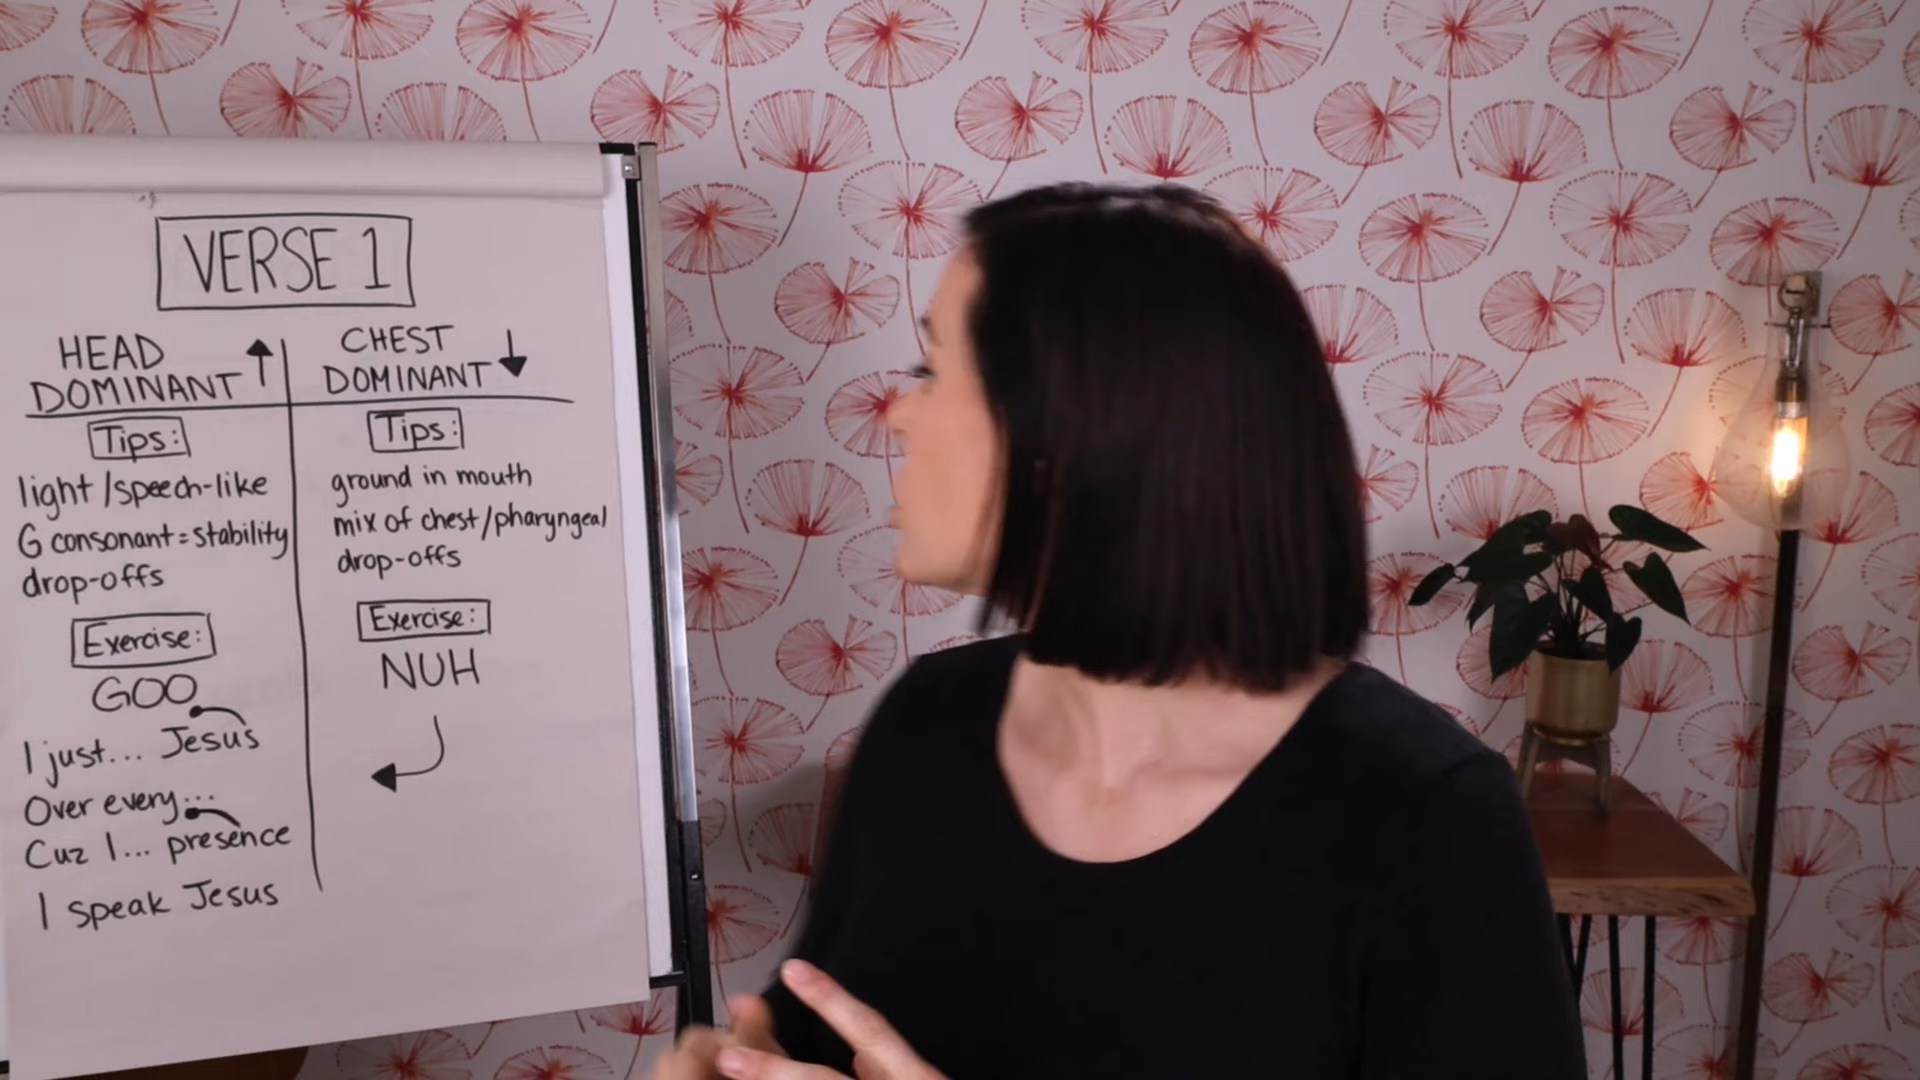 VERSE 1
HEAD
DOMINANT
Tips:
light/speech-like
G consonant = stability
drop-offs
Exercise:
GOO
I just... Jesus
Over every...
Cuz I... presence
I speak Jesus
CHEST
DOMINANT
Tips:
ground in mouth
mix of chest/pharyngeal
drop-offs
Exercise:
NUH